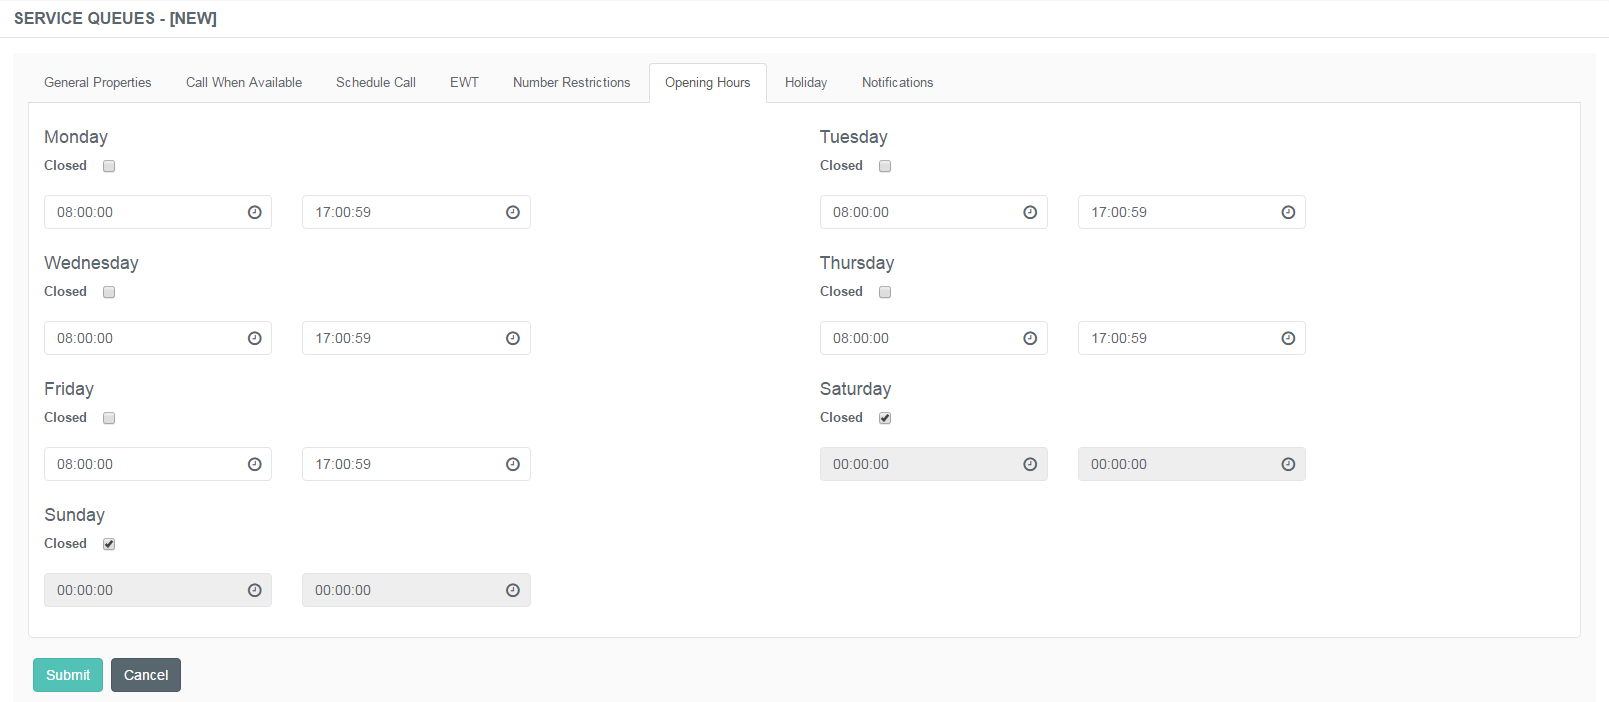 SERVICE QUEUES - [NEW]
General Properties Call When Available Schedule Call EWT Number Restrictions Opening Hours Holiday Notifications
Monday Tuesday
Closed Closed
08:00:00 17:00:59 08:00:00 17:00:59
Wednesday Thursday
Closed Closed
08:00:00 17:00:59 08:00:00 17:00:59
Friday Saturday
Closed Closed
08:00:00 17:00:59 00:00:00 00:00:00
Sunday
Closed
00:00:00 00:00:00
Submit Cancel